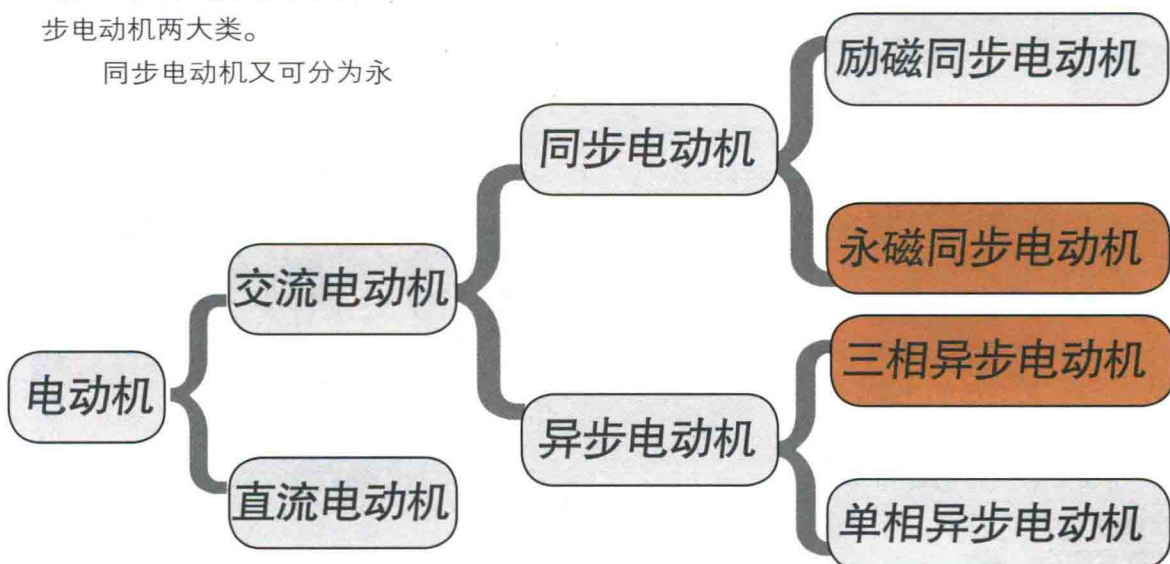 步电动机两大类。
同步电动机又可分为永
励磁同步电动机
同步电动机
永磁同步电动机
交流电动机
三相异步电动机
电动机
异步电动机
直流电动机
单相异步电动机